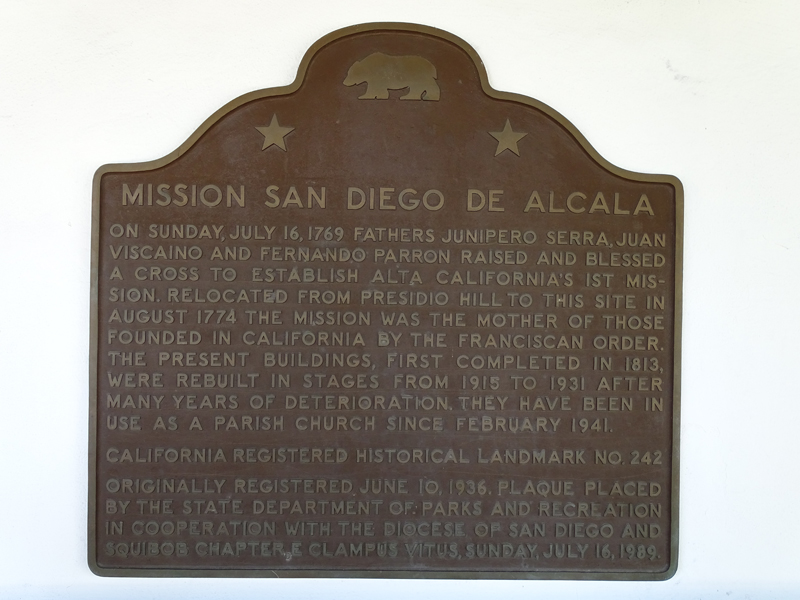 MISSION SAN DIEGO DE ALCALA
ON SUNDAY, JULY 16, 1769 FATHERS JUNIPERO SERRA, JUAN
VISCAINO AND FERNANDO PARRON RAISED AND BLESSED
A CROSS TO ESTABLISH ALTA CALIFORNIA'S 1ST MIS-
SION. RELOCATED FROM PRESIDIO HILL TO THIS SITE IN
AUGUST 1774 THE MISSION WAS THE MOTHER OF THOSE
FOUNDED IN CALIFORNIA BY THE FRANCISCAN ORDER.
THE PRESENT BUILDINGS, FIRST COMPLETED IN 1813,
WERE REBUILT IN STAGES FROM 1915 TO 1931 AFTER
MANY YEARS OF DETERIORATION. THEY HAVE BEEN IN
USE AS A PARISH CHURCH SINCE FEBRUARY 1941.
CALIFORNIA REGISTERED HISTORICAL LANDMARK NO. 242
ORIGINALLY REGISTERED JUNE 10, 1936. PLAQUE PLACED
BY THE STATE DEPARTMENT OF PARKS AND RECREATION
IN COOPERATION WITH THE DIOCESE OF SAN DIEGO AND
SQUIBOB CHAPTER, E CLAMPUS VITUS, SUNDAY, JULY 16, 1989.